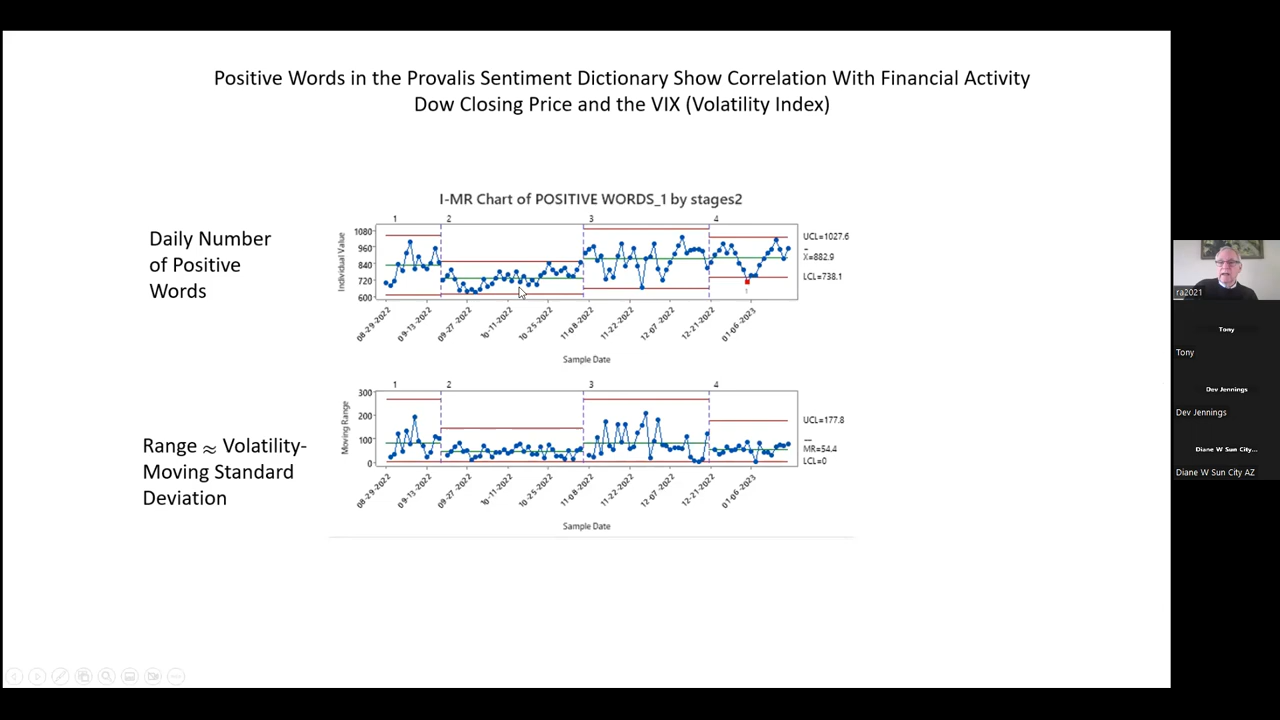 Positive Words in the Provalis Sentiment Dictionary Show Correlation With Financial Activity
Dow Closing Price and the VIX (Volatility Index)
I-MR Chart of POSITIVE WORDS_1 by stages2
Daily Number
of Positive
Words
1 2 3 4
Individual Value
1080
960
840
720
600
UCL=1027.6
X=882.9
LCL=738.1
1
08-29-2022 09-13-2022 09-27-2022 10-11-2022 10-25-2022 11-08-2022 11-22-2022 12-07-2022 12-21-2022 01-06-2023
Sample Date
Range ≈ Volatility-
Moving Standard
Deviation
1 2 3 4
Moving Range
300
200
100
0
UCL=177.8
MR=54.4
LCL=0
08-29-2022 09-13-2022 09-27-2022 10-11-2022 10-25-2022 11-08-2022 11-22-2022 12-07-2022 12-21-2022 01-06-2023
Sample Date
ra2021
Tony
Tony
Dev Jennings
Dev Jennings
Diane W Sun City...
Diane W Sun City AZ